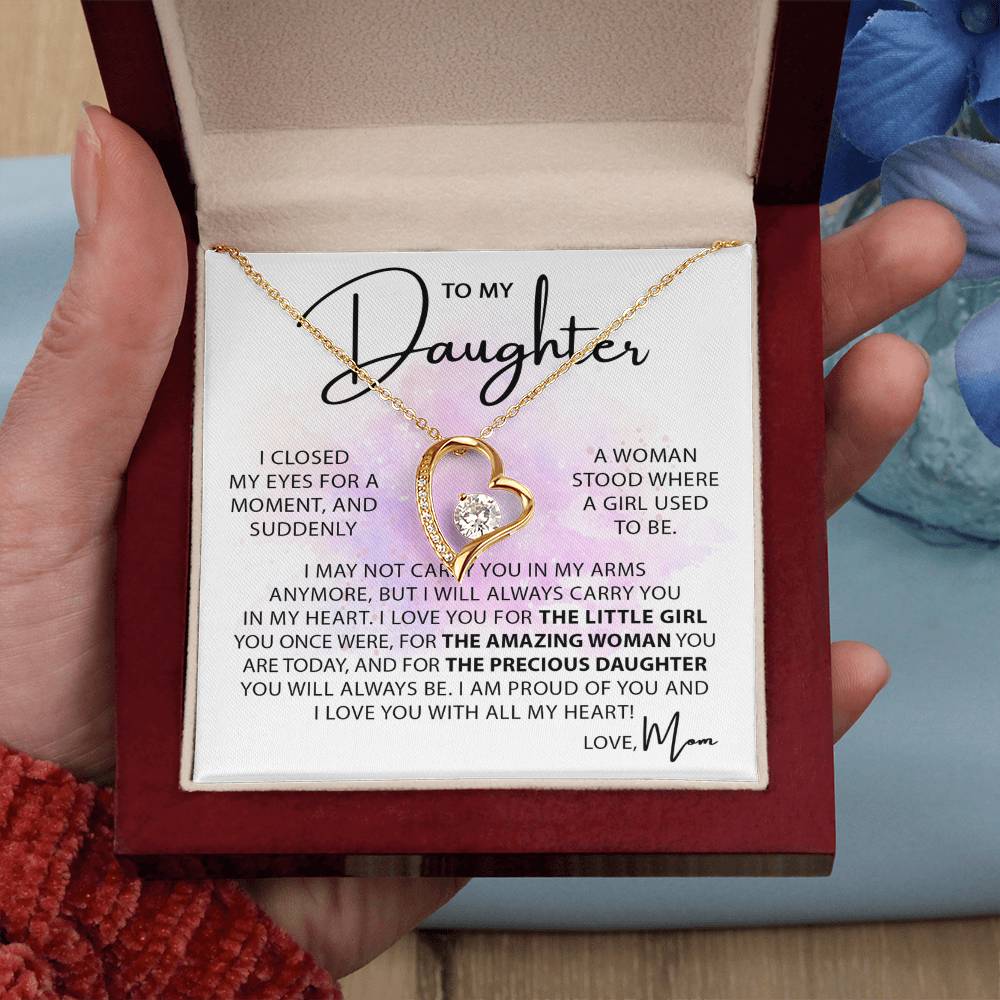 TO MY
Daughter
I CLOSED
MY EYES FOR A
MOMENT, AND
SUDDENLY
A WOMAN
STOOD WHERE
A GIRL USED
TO BE.
I MAY NOT CARRY YOU IN MY ARMS
ANYMORE, BUT I WILL ALWAYS CARRY YOU
IN MY HEART. I LOVE YOU FOR THE LITTLE GIRL
YOU ONCE WERE, FOR THE AMAZING WOMAN YOU
ARE TODAY, AND FOR THE PRECIOUS DAUGHTER
YOU WILL ALWAYS BE. I AM PROUD OF YOU AND
I LOVE YOU WITH ALL MY HEART!
LOVE, Mom